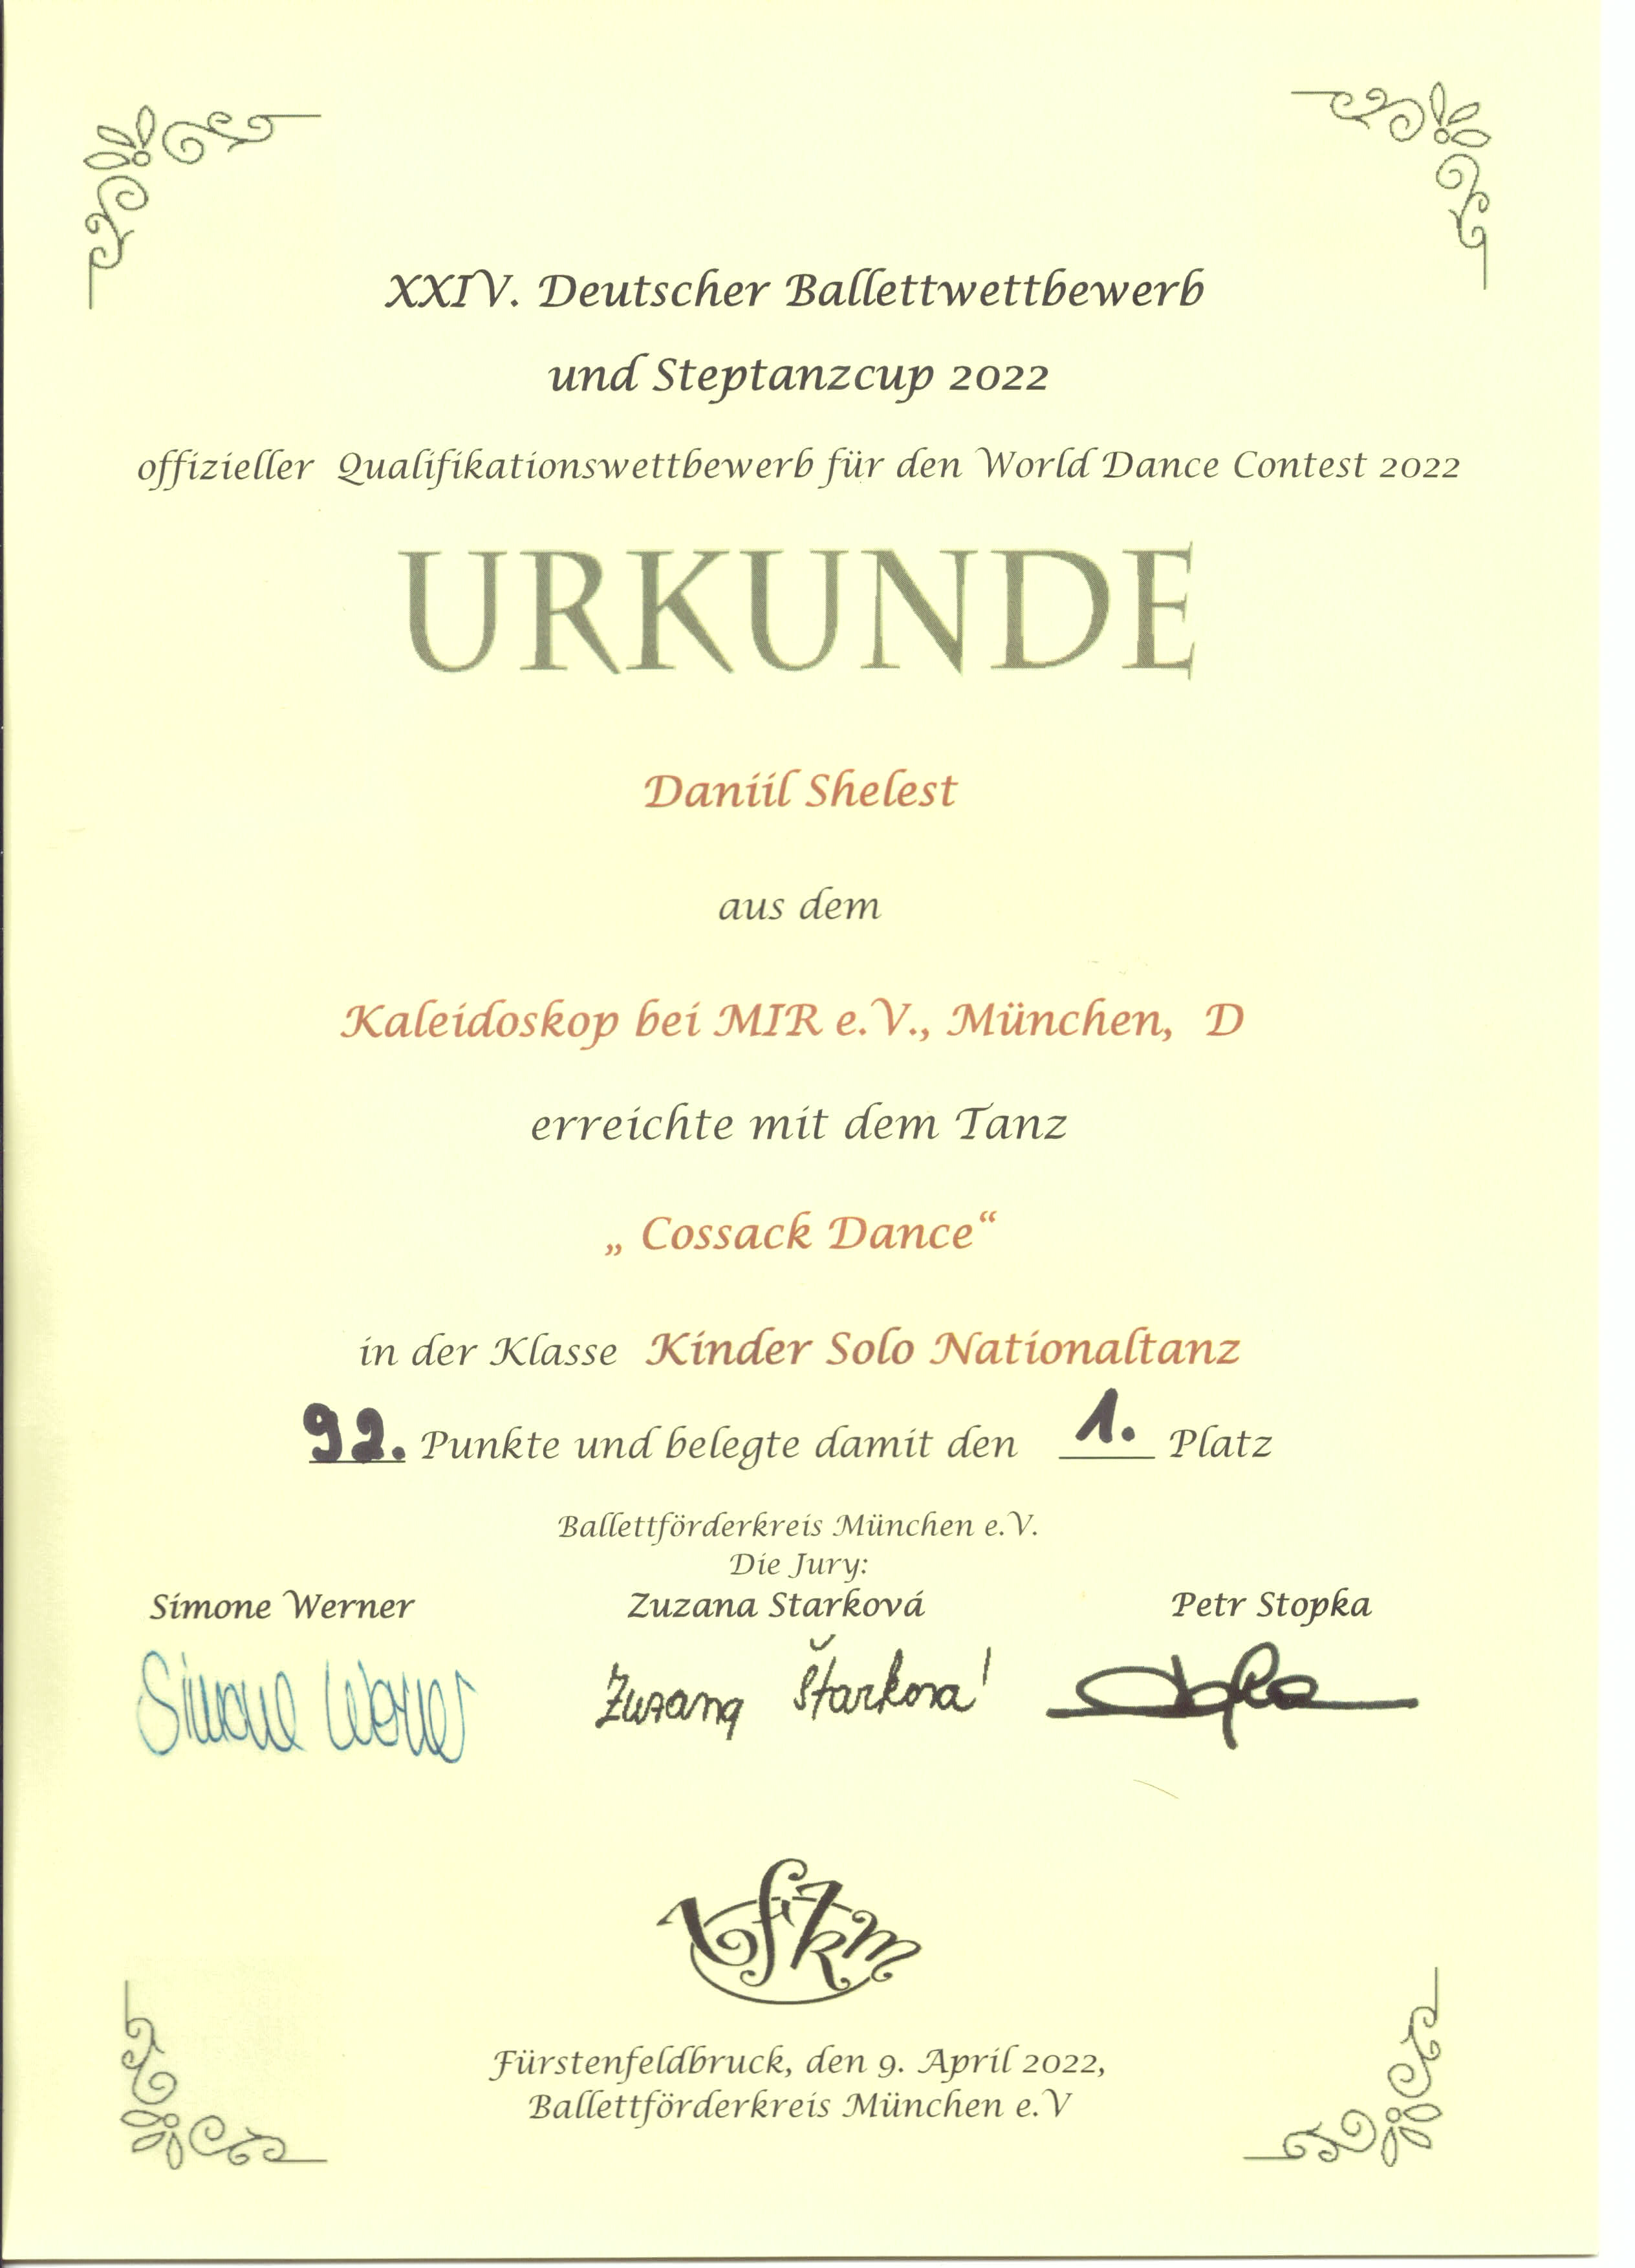 XXIV. Deutscher Ballettwettbewerb
und Steptanzcup 2022
offizieller Qualifikationswettbewerb für den World Dance Contest 2022
URKUNDE
Daniil Shelest
aus dem
Kaleidoskop bei MIR e.V., München, D
erreichte mit dem Tanz
„ Cossack Dance“
in der Klasse Kinder Solo Nationaltanz
92. Punkte und belegte damit den 1. Platz
Ballettförderkreis München e.V.
Die Jury:
Simone Werner Zuzana Starková Petr Stopka
Simone Werner Zuzana Štarková Stopka
bfkm
Fürstenfeldbruck, den 9. April 2022,
Ballettförderkreis München e.V